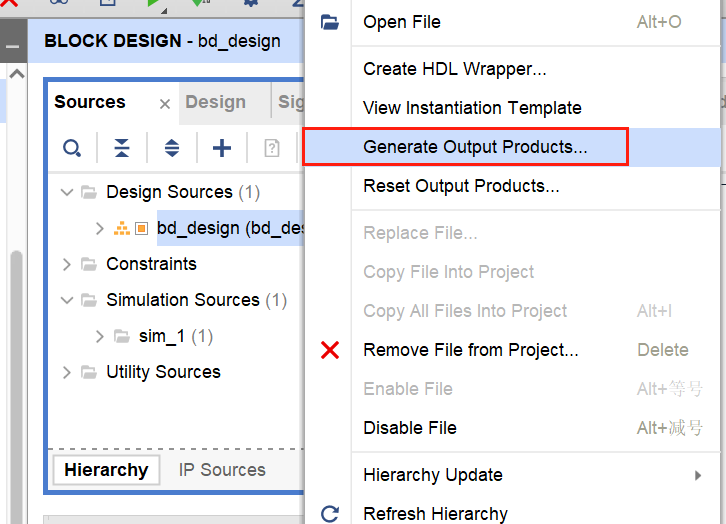 BLOCK DESIGN - bd_design
Sources
Design
Sig
Design Sources (1)
bd_design (bd_des
Constraints
Simulation Sources (1)
sim_1 (1)
Utility Sources
Hierarchy
IP Sources
Open File Alt+O
Create HDL Wrapper...
View Instantiation Template
Generate Output Products...
Reset Output Products...
Replace File...
Copy File Into Project
Copy All Files Into Project Alt+I
Remove File from Project... Delete
Enable File Alt+等号
Disable File Alt+减号
Hierarchy Update
Refresh Hierarchy